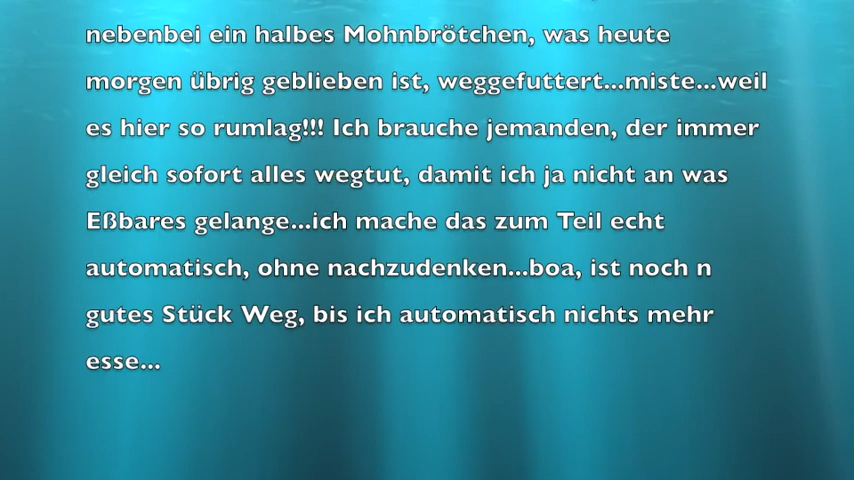 nebenbei ein halbes Mohnbrötchen, was heute
morgen übrig geblieben ist, weggefuttert...miste...weil
es hier so rumlag!!! Ich brauche jemanden, der immer
gleich sofort alles wegtut, damit ich ja nicht an was
Eßbares gelange...ich mache das zum Teil echt
automatisch, ohne nachzudenken...boa, ist noch n
gutes Stück Weg, bis ich automatisch nichts mehr
esse...